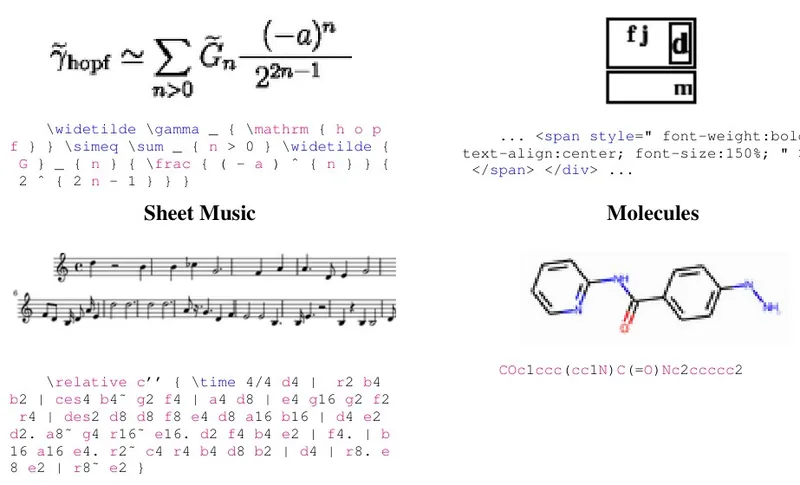 γ̃hopf ≃ ∑n>0 G̃n (−a)^n / 2^{2n−1}
\widetilde \gamma _ { \mathrm { h o p
f } } \simeq \sum _ { n > 0 } \widetilde {
G } _ { n } { \frac { ( - a ) ^ { n } } {
2 ^ { 2 n - 1 } } }
f j d
m
... <span style=" font-weight:bold
text-align:center; font-size:150%; "
</span> </div> ...
Sheet Music
6
\relative c'' { \time 4/4 d4 | r2 b4
b2 | ces4 b4~ g2 f4 | a4 d8 | e4 g16 g2 f2
r4 | des2 d8 d8 f8 e4 d8 a16 b16 | d4 e2
d2. a8~ g4 r16~ e16. d2 f4 b4 e2 | f4. | b
16 a16 e4. r2~ c4 r4 b4 d8 b2 | d4 | r8. e
8 e2 | r8~ e2 }
Molecules
NH
N
O
N
NH2
COc1ccc(cc1N)C(=O)Nc2ccccc2